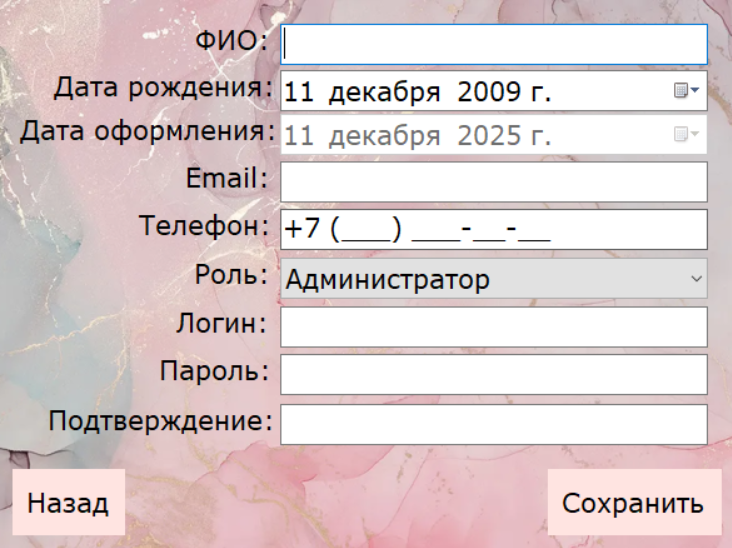 ФИО:
Дата рождения: 11 декабря 2009 г.
Дата оформления: 11 декабря 2025 г.
Email:
Телефон: +7 (___) ___-__-__
Роль: Администратор
Логин:
Пароль:
Подтверждение:
Назад Сохранить